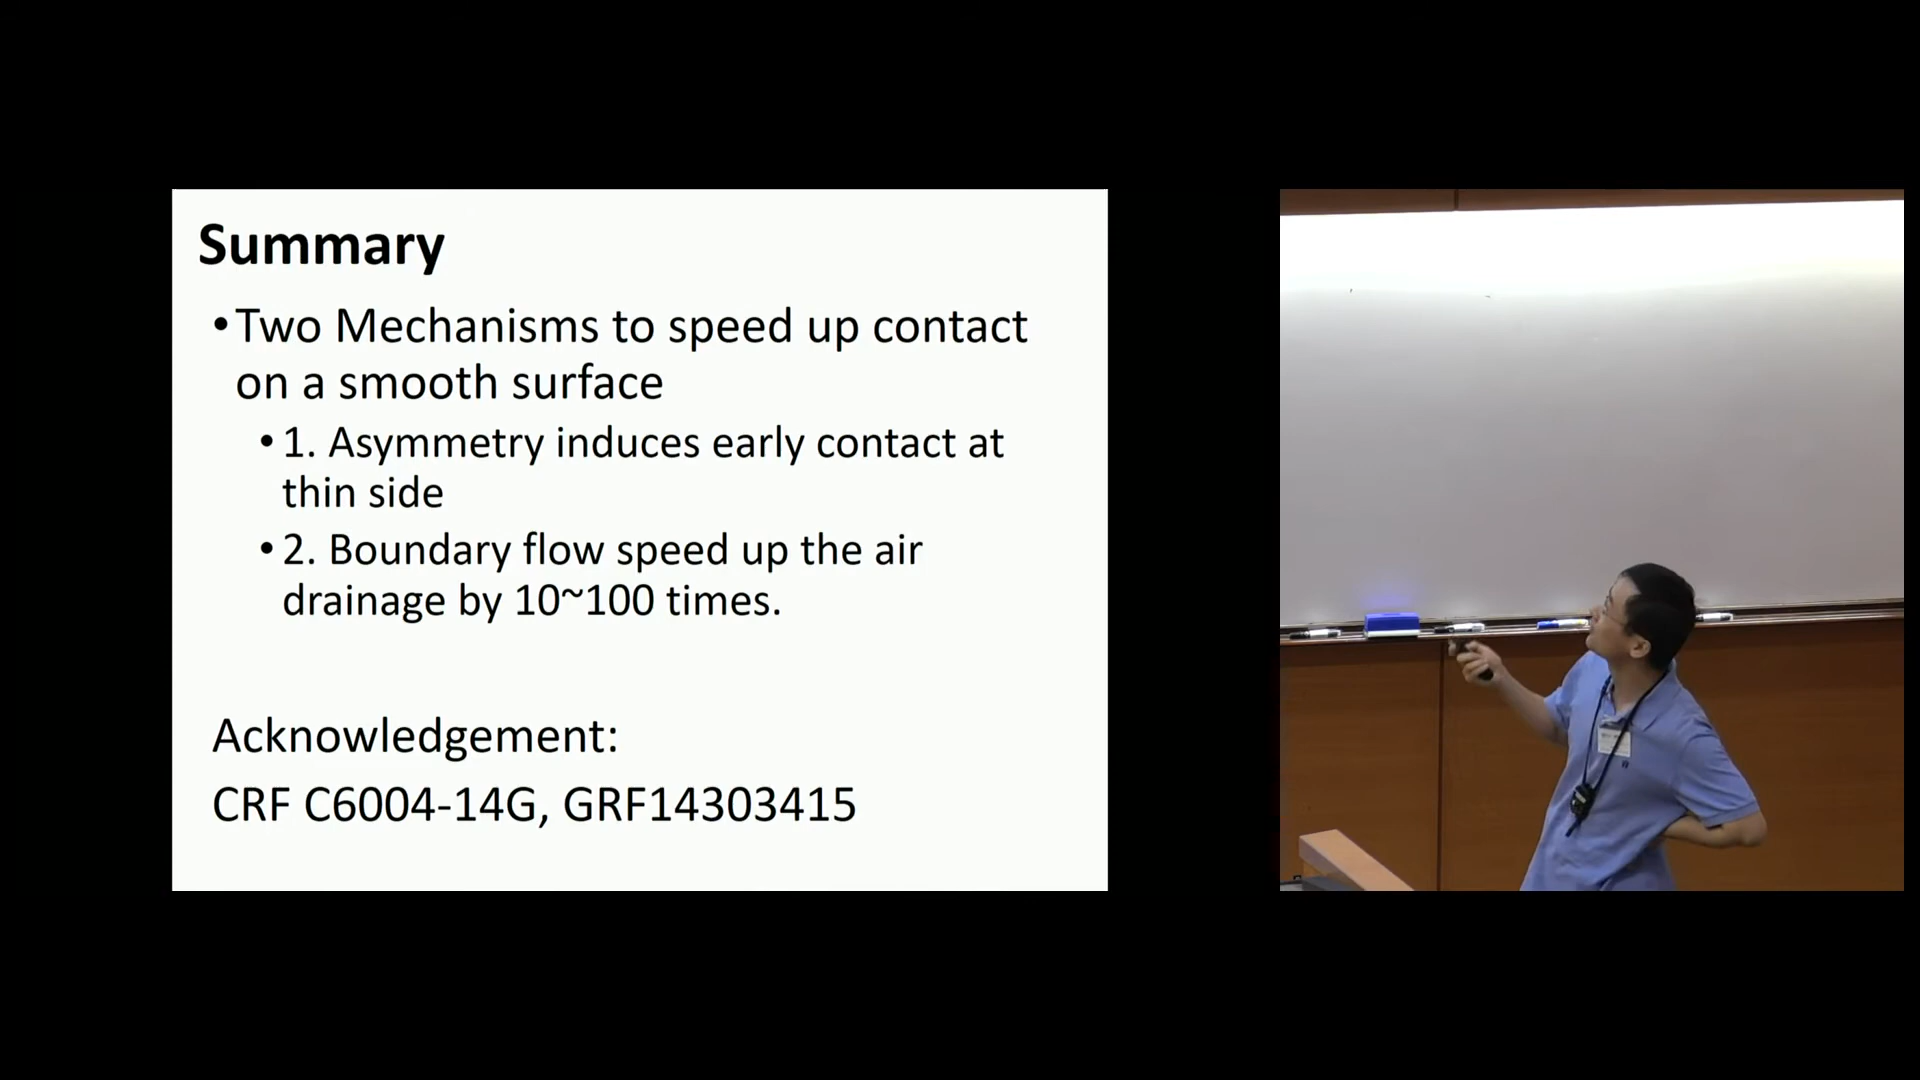 Summary
•Two Mechanisms to speed up contact
on a smooth surface
•1. Asymmetry induces early contact at
thin side
•2. Boundary flow speed up the air
drainage by 10~100 times.
Acknowledgement:
CRF C6004-14G, GRF14303415